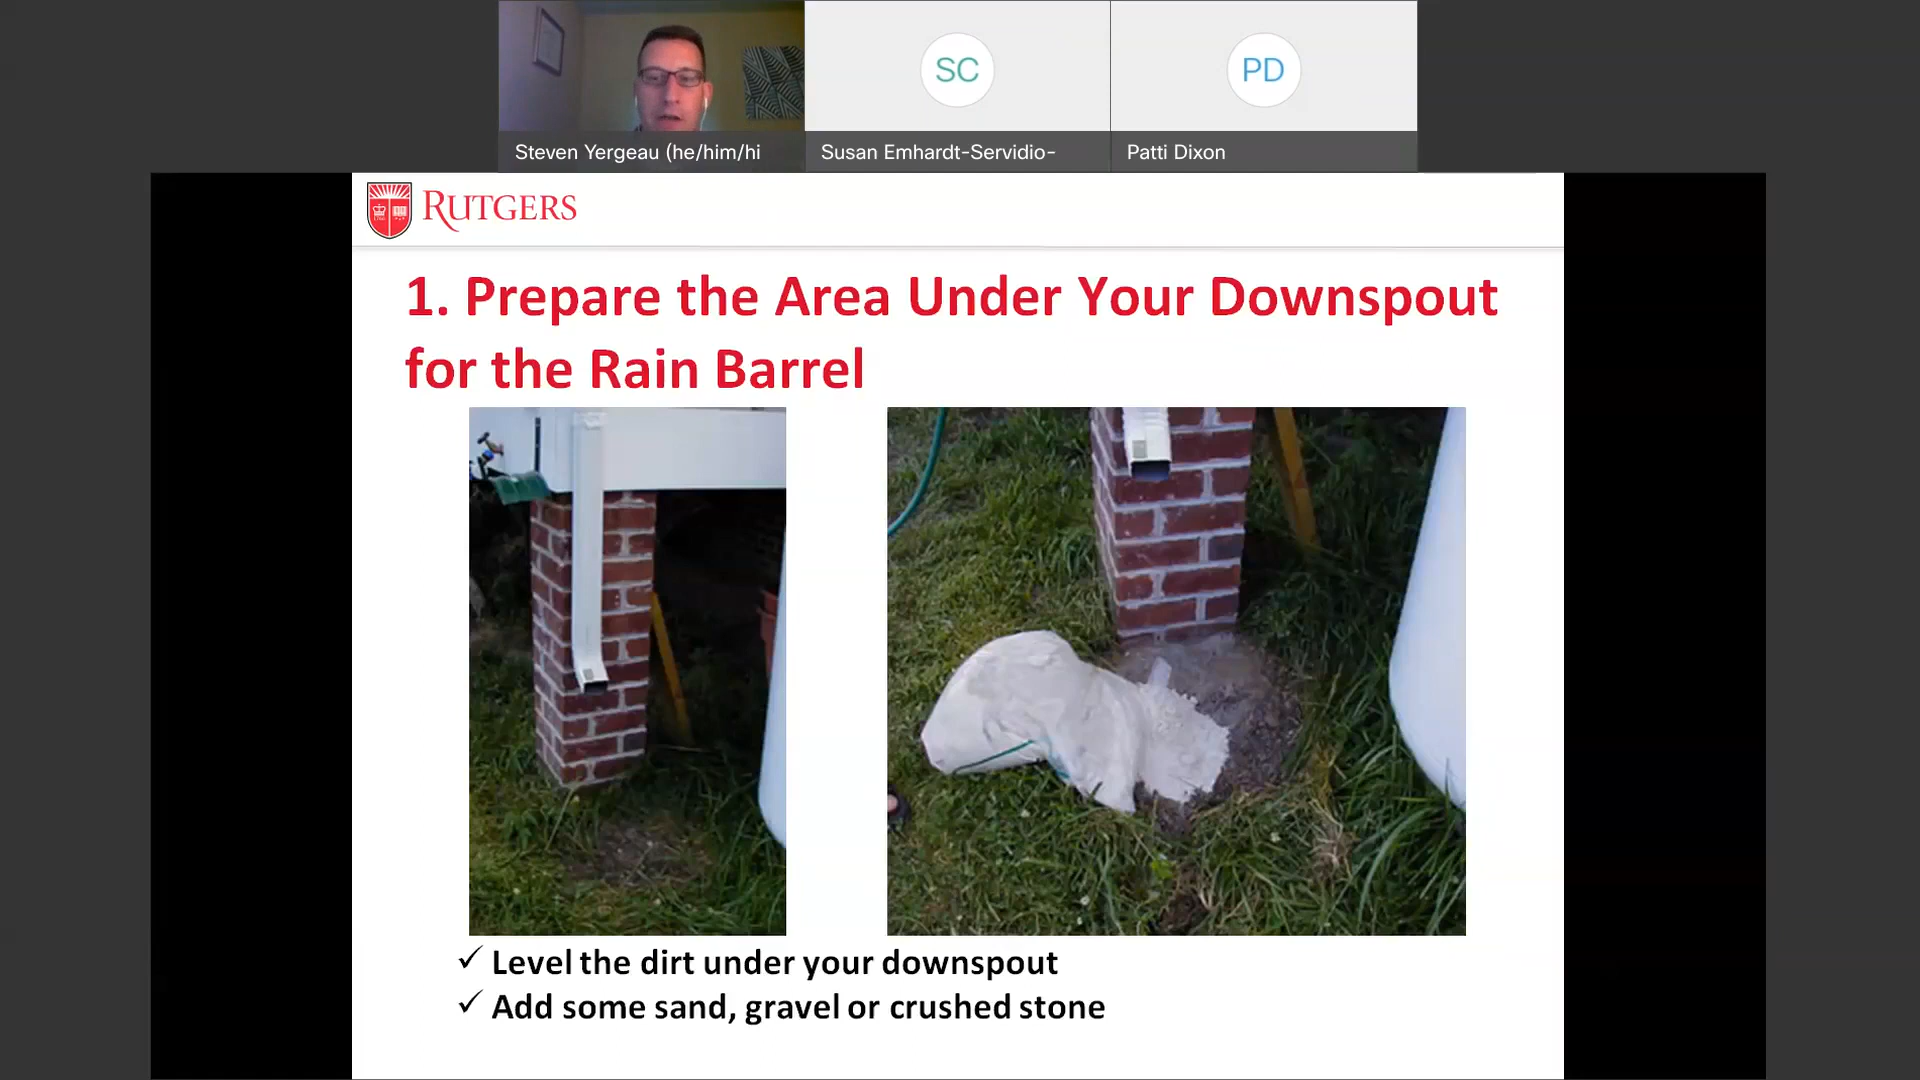 SC
PD
Steven Yergeau (he/him/hi
Susan Emhardt-Servidio-
Patti Dixon
RUTGERS
1. Prepare the Area Under Your Downspout
for the Rain Barrel
✓ Level the dirt under your downspout
✓ Add some sand, gravel or crushed stone